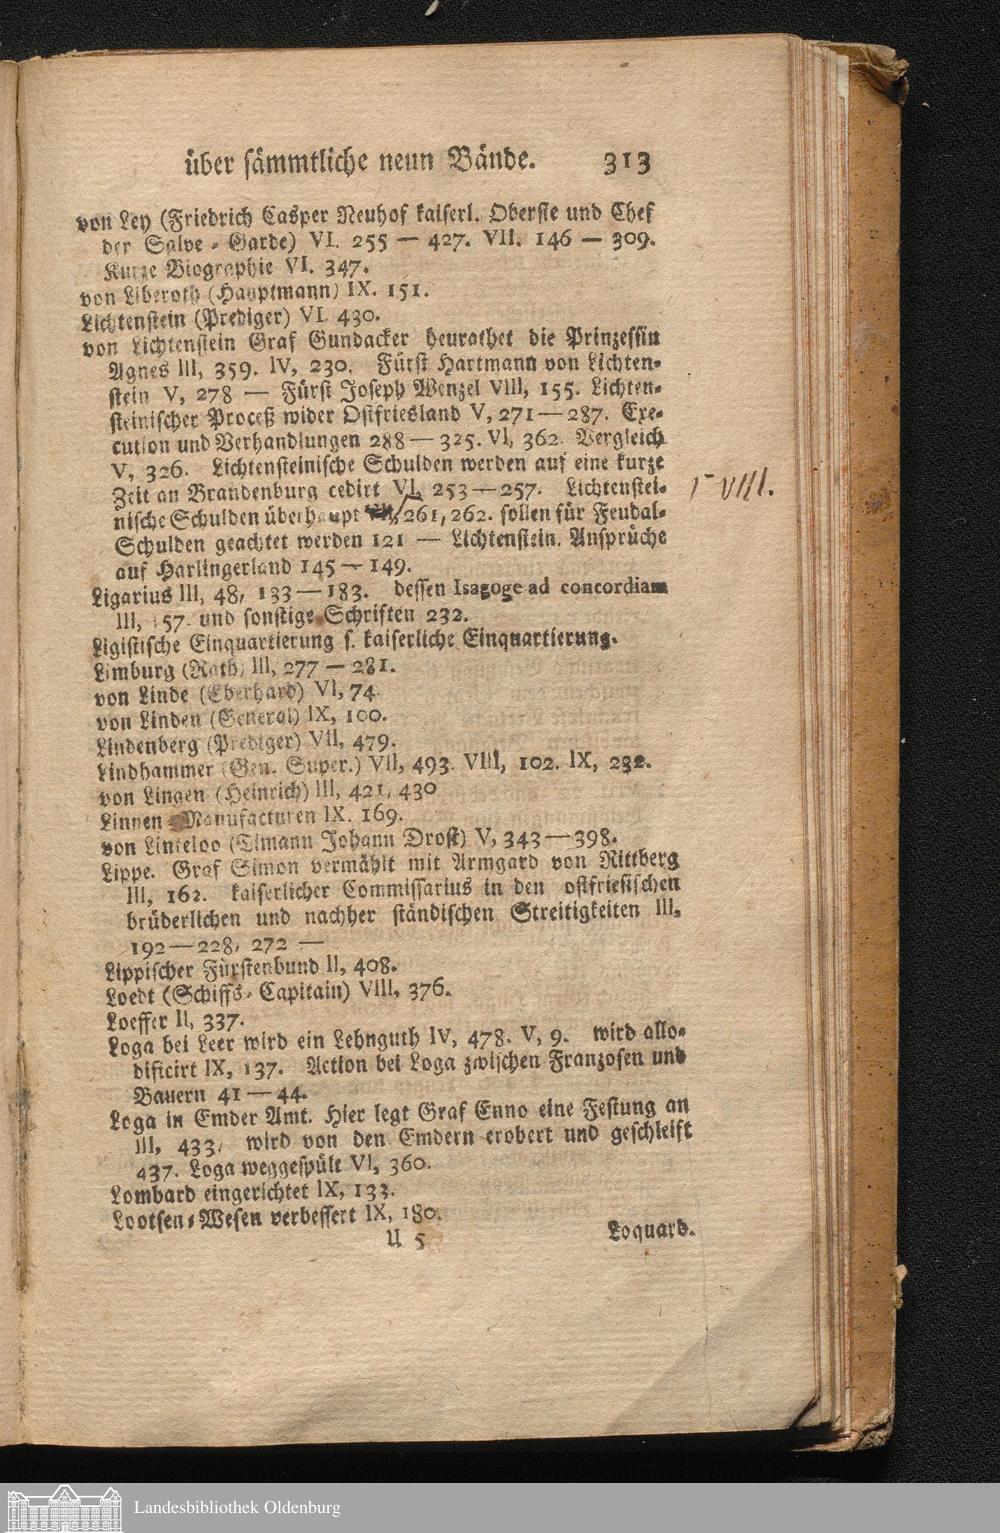 über sämmtliche neun Bände. 313
von Ley (Friedrich Casper Neuhof kaiserl. Oberste und Chef
der Salve-Garde) VI. 255 — 427. VII. 146 — 309.
Kurze Biographie VI. 347.
von Liberoth (Hauptmann) IX. 151.
Lichtenstein (Prediger) VI. 430.
von Lichtenstein Graf Gundacker heurathet die Prinzessin
Agnes III, 359. IV, 230. Fürst Hartmann von Lichten-
stein V, 278 — Fürst Joseph Wenzel VIII, 155. Lichten-
steinischer Proceß wider Ostfriesland V, 271—287. Exe-
cution und Verhandlungen 288—325. VI, 362. Vergleich
V, 326. Lichtensteinische Schulden werden auf eine kurze
Zeit an Brandenburg cedirt VI, 253—257. Lichtenstei-
nische Schulden überhaupt 261, 262. sollen für Feudal-
Schulden geachtet werden 121 — Lichtenstein. Ansprüche
auf Harlingerland 145 — 149.
Γ VIII.
Ligarius III, 48, 133—183. dessen Isagoge ad concordiam
III, 157. und sonstige Schriften 232.
Ligistische Einquartierung s. kaiserliche Einquartierung.
Limburg (Rath) III, 277 — 281.
von Linde (Eberhard) VI, 74.
von Linden (General) IX, 100.
Lindenberg (Prediger) VII, 479.
Lindhammer (Gen. Super.) VII, 493. VIII, 102. IX, 232.
von Lingen (Heinrich) III, 421, 430
Linnen-Manufacturen IX. 169.
von Linteloo (Timann Johann Drost) V, 343—398.
Lippe. Graf Simon vermählt mit Armgard von Rittberg
III, 162. kaiserlicher Commissarius in den ostfriesischen
brüderlichen und nachher ständischen Streitigkeiten III,
192—228, 272 —
Lippischer Fürstenbund II, 408.
Loedt (Schiffs-Capitain) VIII, 376.
Loeffer II, 337.
Loga bei Leer wird ein Lehnguth IV, 478. V, 9. wird allo-
dificirt IX, 137. Action bei Loga zwischen Franzosen und
Bauern 41 — 44.
Loga in Emder Amt. Hier legt Graf Enno eine Festung an
III, 433, wird von den Emdern erobert und geschleift
437. Loga weggespült VI, 360.
Lombard eingerichtet IX, 133.
Lootsen-Wesen verbessert IX, 180.
U 5 Loquard.
Landesbibliothek Oldenburg